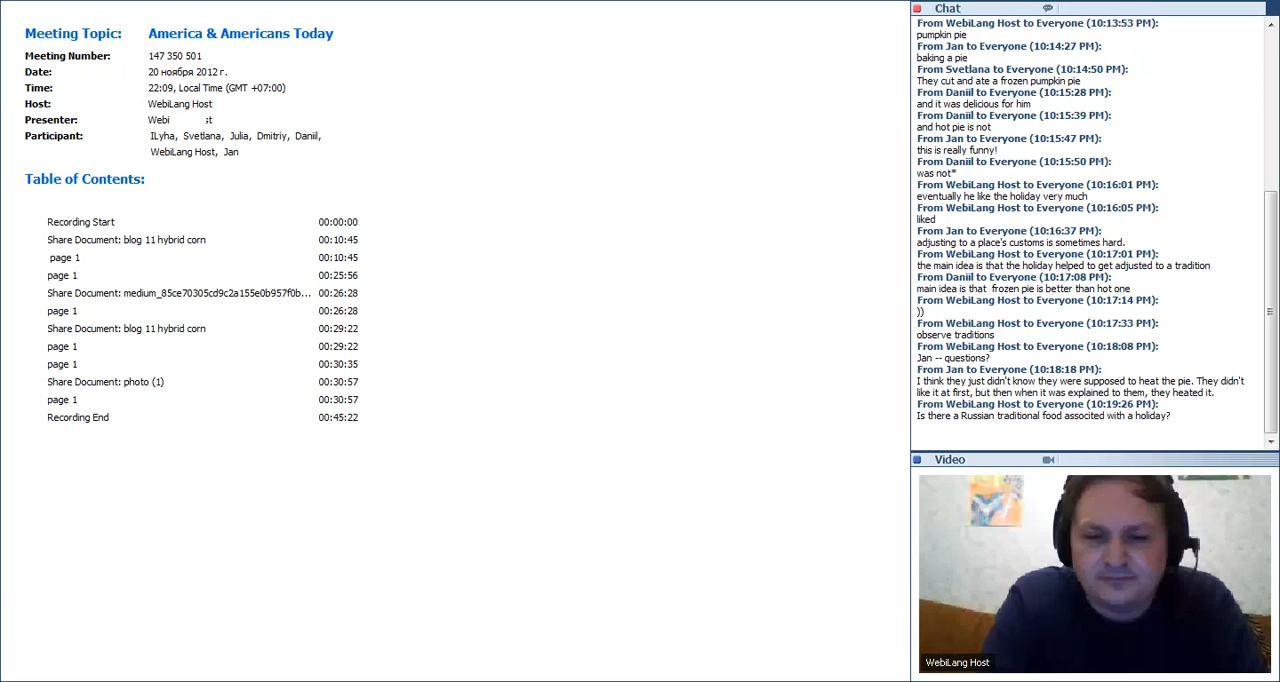 Meeting Topic: America & Americans Today
Meeting Number: 147 350 501
Date: 20 ноября 2012 г.
Time: 22:09, Local Time (GMT +07:00)
Host: WebiLang Host
Presenter: Webi st
Participant: ILyha, Svetlana, Julia, Dmitriy, Daniil,
WebiLang Host, Jan
Table of Contents:
Recording Start 00:00:00
Share Document: blog 11 hybrid corn 00:10:45
page 1 00:10:45
page 1 00:25:56
Share Document: medium_85ce70305cd9c2a155e0b957f0b... 00:26:28
page 1 00:26:28
Share Document: blog 11 hybrid corn 00:29:22
page 1 00:29:22
page 1 00:30:35
Share Document: photo (1) 00:30:57
page 1 00:30:57
Recording End 00:45:22
Chat
From WebiLang Host to Everyone (10:13:53 PM):
pumpkin pie
From Jan to Everyone (10:14:27 PM):
baking a pie
From Svetlana to Everyone (10:14:50 PM):
They cut and ate a frozen pumpkin pie
From Daniil to Everyone (10:15:28 PM):
and it was delicious for him
From Daniil to Everyone (10:15:39 PM):
and hot pie is not
From Jan to Everyone (10:15:47 PM):
this is really funny!
From Daniil to Everyone (10:15:50 PM):
was not*
From WebiLang Host to Everyone (10:16:01 PM):
eventually he like the holiday very much
From WebiLang Host to Everyone (10:16:05 PM):
liked
From Jan to Everyone (10:16:37 PM):
adjusting to a place's customs is sometimes hard.
From WebiLang Host to Everyone (10:17:01 PM):
the main idea is that the holiday helped to get adjusted to a tradition
From Daniil to Everyone (10:17:08 PM):
main idea is that frozen pie is better than hot one
From WebiLang Host to Everyone (10:17:14 PM):
))
From WebiLang Host to Everyone (10:17:33 PM):
observe traditions
From WebiLang Host to Everyone (10:18:08 PM):
Jan -- questions?
From Jan to Everyone (10:18:18 PM):
I think they just didn't know they were supposed to heat the pie. They didn't
like it at first, but then when it was explained to them, they heated it.
From WebiLang Host to Everyone (10:19:26 PM):
Is there a Russian traditional food associted with a holiday?
Video
WebiLang Host